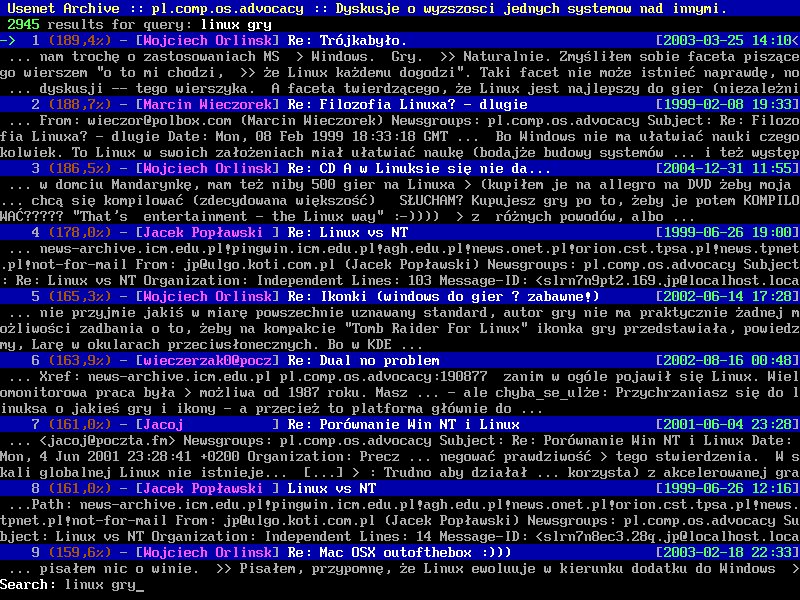 Usenet Archive :: pl.comp.os.advocacy :: Dyskusje o wyzszosci jednych systemow nad innymi.
2945 results for query: linux gry
-> 1 (189,4%) - [Wojciech Orlinsk] Re: Trójkabyło. [2003-03-25 14:10<
... nam trochę o zastosowaniach MS > Windows. Gry. >> Naturalnie. Zmyśliłem sobie faceta piszące
go wierszem "o to mi chodzi, >> że Linux każdemu dogodzi". Taki facet nie może istnieć naprawdę, no
... dyskusji -- tego wierszyka. A faceta twierdzącego, że Linux jest najlepszy do gier (niezależni
2 (188,7%) - [Marcin Wieczorek] Re: Filozofia Linuxa? - dlugie [1999-02-08 19:33]
... From: wieczor@polbox.com (Marcin Wieczorek) Newsgroups: pl.comp.os.advocacy Subject: Re: Filozo
fia Linuxa? - dlugie Date: Mon, 08 Feb 1999 18:33:18 GMT ... Bo Windows nie ma ułatwiać nauki czego
kolwiek. To Linux w swoich założeniach miał ułatwiać naukę (bodajże budowy systemów ... i też występ
3 (186,5%) - [Wojciech Orlinsk] Re: CD A w Linuksie się nie da... [2004-12-31 11:55]
... w domciu Mandarynkę, mam też niby 500 gier na Linuxa > (kupiłem je na allegro na DVD żeby moja
... chcą się kompilować (zdecydowana większość) SŁUCHAM? Kupujesz gry po to, żeby je potem KOMPILO
WAĆ????? "That's entertainment - the Linux way" :-)))) > z różnych powodów, albo ...
4 (178,0%) - [Jacek Popławski ] Re: Linux vs NT [1999-06-26 19:00]
... news-archive.icm.edu.pl!pingwin.icm.edu.pl!agh.edu.pl!news.onet.pl!orion.cst.tpsa.pl!news.tpnet
.pl!not-for-mail From: jp@ulgo.koti.com.pl (Jacek Popławski) Newsgroups: pl.comp.os.advocacy Subject
: Re: Linux vs NT Organization: Independent Lines: 103 Message-ID: <slrn7n9pt2.169.jp@localhost.loca
5 (165,3%) - [Wojciech Orlinsk] Re: Ikonki (windows do gier ? zabawne!) [2002-06-14 17:28]
... nie przyjmie jakiś w miarę powszechnie uznawany standard, autor gry nie ma praktycznie żadnej m
ożliwości zadbania o to, żeby na kompakcie "Tomb Raider For Linux" ikonka gry przedstawiała, powiedz
my, Larę w okularach przeciwsłonecznych. Bo w KDE ...
6 (163,9%) - [wieczerzak0@pocz] Re: Dual no problem [2002-08-16 00:48]
... Xref: news-archive.icm.edu.pl pl.comp.os.advocacy:190877 zanim w ogóle pojawił się Linux. Wiel
omonitorowa praca była > możliwa od 1987 roku. Masz ... - ale chyba_se_ulże: Przychrzaniasz się do l
inuksa o jakieś gry i ikony - a przecież to platforma głównie do ...
7 (161,0%) - [Jacoj ] Re: Porównanie Win NT i Linux [2001-06-04 23:28]
... <jacoj@poczta.fm> Newsgroups: pl.comp.os.advocacy Subject: Re: Porównanie Win NT i Linux Date:
Mon, 4 Jun 2001 23:28:41 +0200 Organization: Precz ... negować prawdziwość > tego stwierdzenia. W s
kali globalnej Linux nie istnieje... [...] > : Trudno aby działał ... korzysta) z akcelerowanej gra
8 (161,0%) - [Jacek Popławski ] Linux vs NT [1999-06-26 12:16]
...Path: news-archive.icm.edu.pl!pingwin.icm.edu.pl!agh.edu.pl!news.onet.pl!orion.cst.tpsa.pl!news.
tpnet.pl!not-for-mail From: jp@ulgo.koti.com.pl (Jacek Popławski) Newsgroups: pl.comp.os.advocacy Su
bject: Linux vs NT Organization: Independent Lines: 14 Message-ID: <slrn7n8ec3.28q.jp@localhost.loca
9 (159,6%) - [Wojciech Orlinsk] Re: Mac OSX outofthebox :))) [2003-02-18 22:33]
... pisałem nic o winie. >> Pisałem, przypomnę, że Linux ewoluuje w kierunku dodatku do Windows >
Search: linux gry_